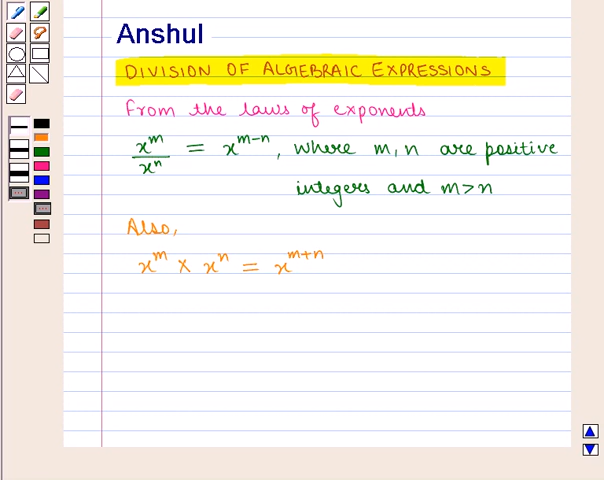 Anshul
DIVISION OF ALGEBRAIC EXPRESSIONS
From the laws of exponents
x^m / x^n = x^(m-n), where m, n are positive
integers and m > n
Also,
x^m × x^n = x^(m+n)